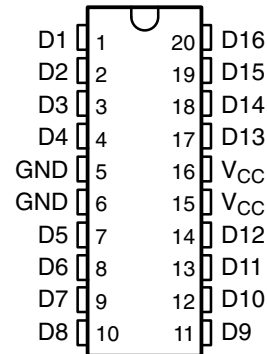 D1 1 20 D16
D2 2 19 D15
D3 3 18 D14
D4 4 17 D13
GND 5 16 VCC
GND 6 15 VCC
D5 7 14 D12
D6 8 13 D11
D7 9 12 D10
D8 10 11 D9